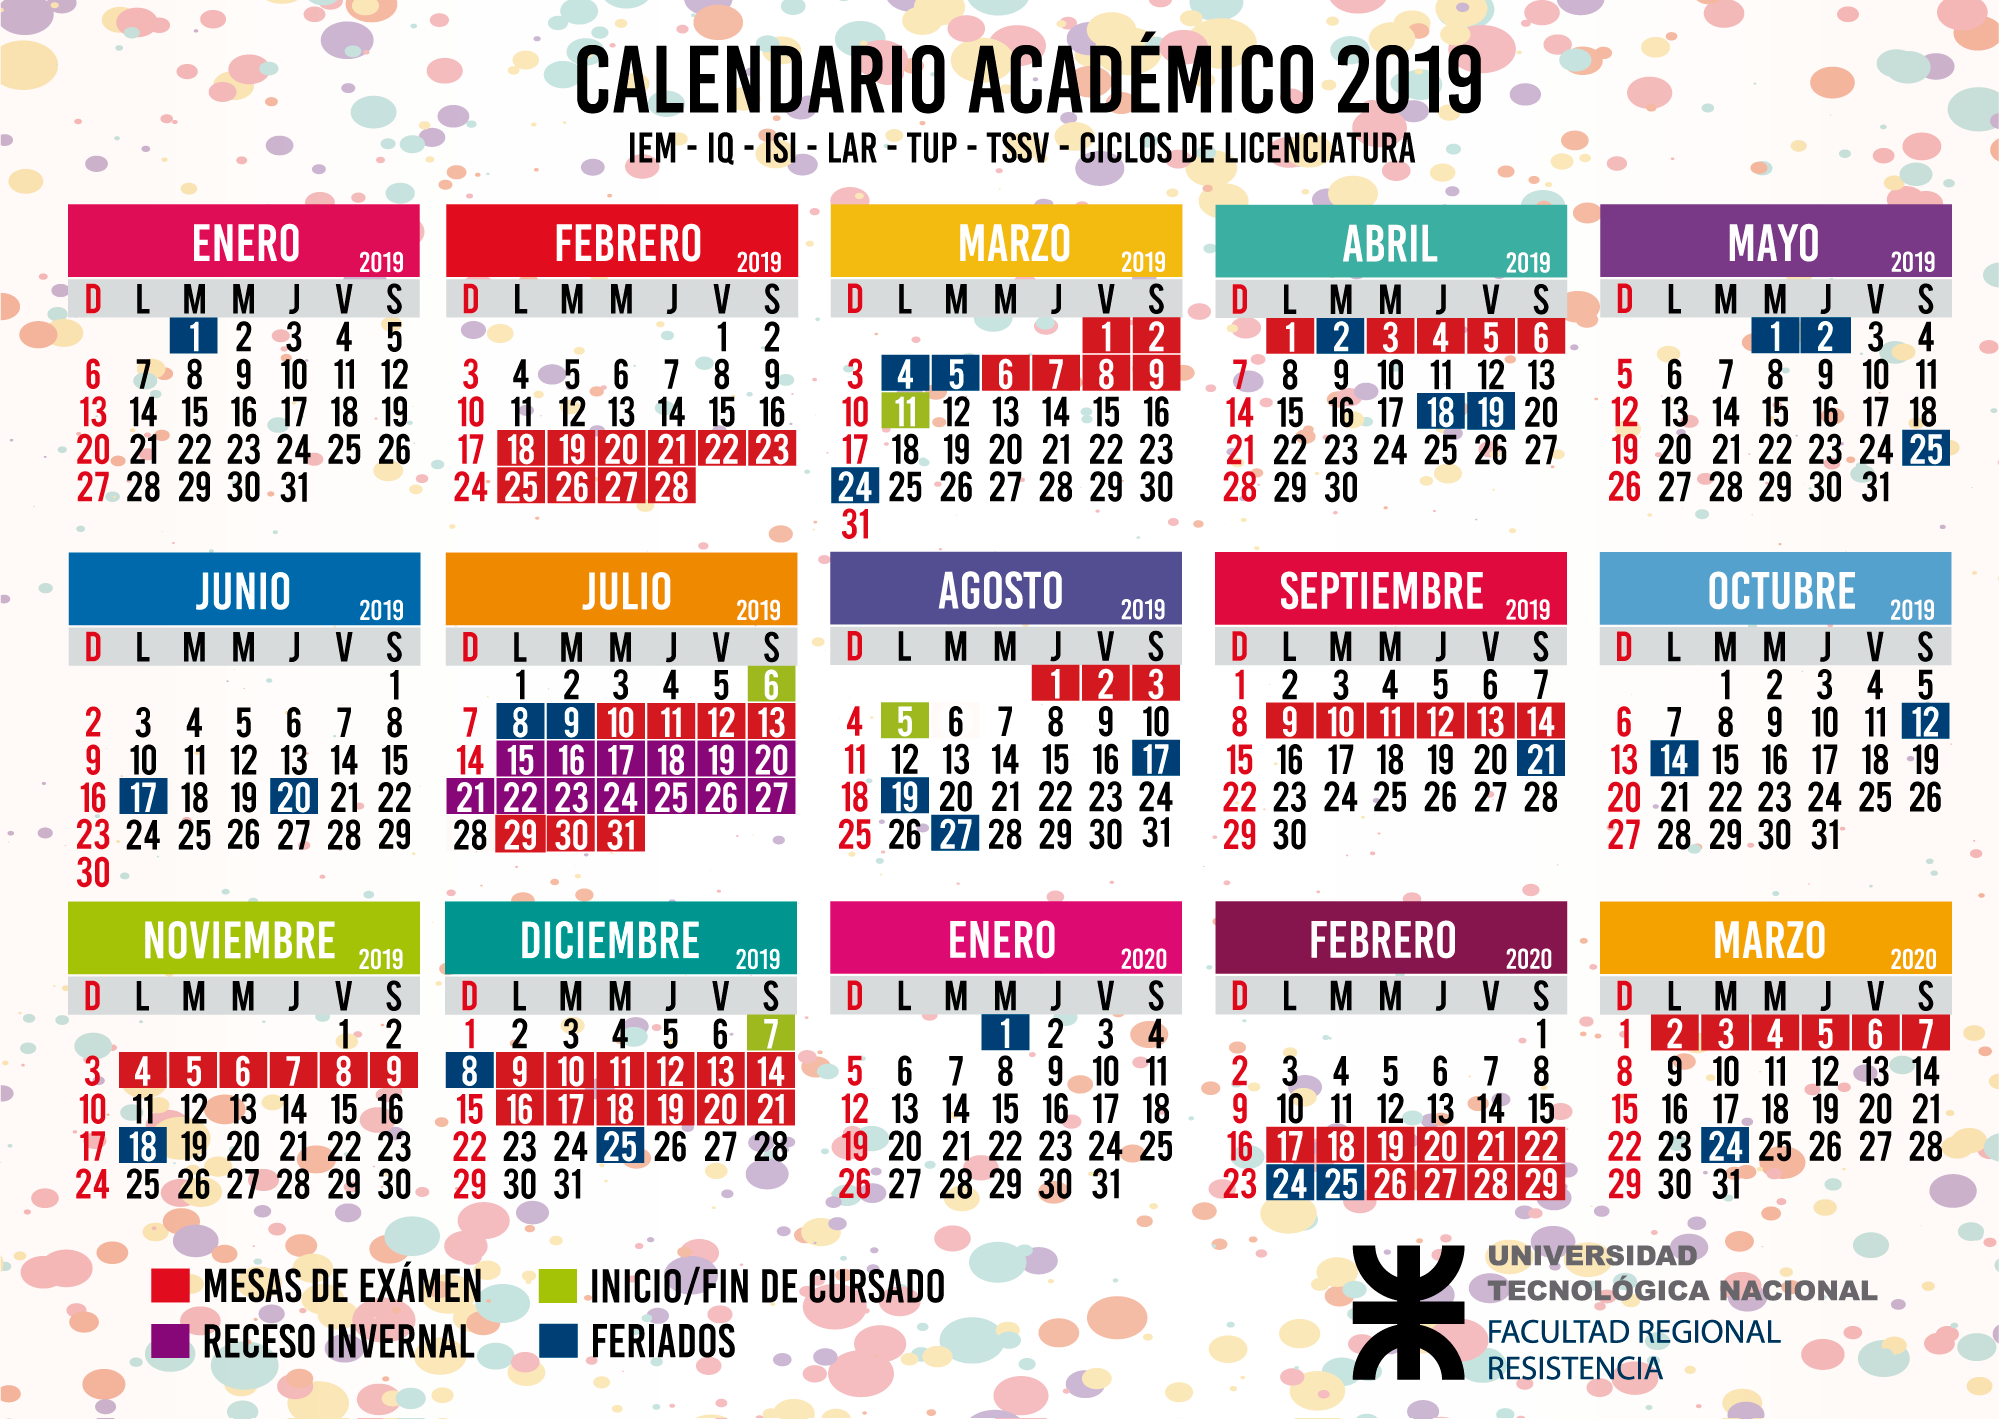 CALENDARIO ACADÉMICO 2019
IEM - IQ - ISI - LAR - TUP - TSSV - CICLOS DE LICENCIATURA
ENERO 2019
D L M M J V S
1 2 3 4 5
6 7 8 9 10 11 12
13 14 15 16 17 18 19
20 21 22 23 24 25 26
27 28 29 30 31
FEBRERO 2019
D L M M J V S
1 2
3 4 5 6 7 8 9
10 11 12 13 14 15 16
17 18 19 20 21 22 23
24 25 26 27 28
MARZO 2019
D L M M J V S
1 2
3 4 5 6 7 8 9
10 11 12 13 14 15 16
17 18 19 20 21 22 23
24 25 26 27 28 29 30
31
ABRIL 2019
D L M M J V S
1 2 3 4 5 6
7 8 9 10 11 12 13
14 15 16 17 18 19 20
21 22 23 24 25 26 27
28 29 30
MAYO 2019
D L M M J V S
1 2 3 4
5 6 7 8 9 10 11
12 13 14 15 16 17 18
19 20 21 22 23 24 25
26 27 28 29 30 31
JUNIO 2019
D L M M J V S
1
2 3 4 5 6 7 8
9 10 11 12 13 14 15
16 17 18 19 20 21 22
23 24 25 26 27 28 29
30
JULIO 2019
D L M M J V S
1 2 3 4 5 6
7 8 9 10 11 12 13
14 15 16 17 18 19 20
21 22 23 24 25 26 27
28 29 30 31
AGOSTO 2019
D L M M J V S
1 2 3
4 5 6 7 8 9 10
11 12 13 14 15 16 17
18 19 20 21 22 23 24
25 26 27 28 29 30 31
SEPTIEMBRE 2019
D L M M J V S
1 2 3 4 5 6 7
8 9 10 11 12 13 14
15 16 17 18 19 20 21
22 23 24 25 26 27 28
29 30
OCTUBRE 2019
D L M M J V S
1 2 3 4 5
6 7 8 9 10 11 12
13 14 15 16 17 18 19
20 21 22 23 24 25 26
27 28 29 30 31
NOVIEMBRE 2019
D L M M J V S
1 2
3 4 5 6 7 8 9
10 11 12 13 14 15 16
17 18 19 20 21 22 23
24 25 26 27 28 29 30
DICIEMBRE 2019
D L M M J V S
1 2 3 4 5 6 7
8 9 10 11 12 13 14
15 16 17 18 19 20 21
22 23 24 25 26 27 28
29 30 31
ENERO 2020
D L M M J V S
1 2 3 4
5 6 7 8 9 10 11
12 13 14 15 16 17 18
19 20 21 22 23 24 25
26 27 28 29 30 31
FEBRERO 2020
D L M M J V S
1
2 3 4 5 6 7 8
9 10 11 12 13 14 15
16 17 18 19 20 21 22
23 24 25 26 27 28 29
MARZO 2020
D L M M J V S
1 2 3 4 5 6 7
8 9 10 11 12 13 14
15 16 17 18 19 20 21
22 23 24 25 26 27 28
29 30 31
MESAS DE EXÁMEN
INICIO/FIN DE CURSADO
RECESO INVERNAL
FERIADOS
UNIVERSIDAD
TECNOLÓGICA NACIONAL
FACULTAD REGIONAL
RESISTENCIA